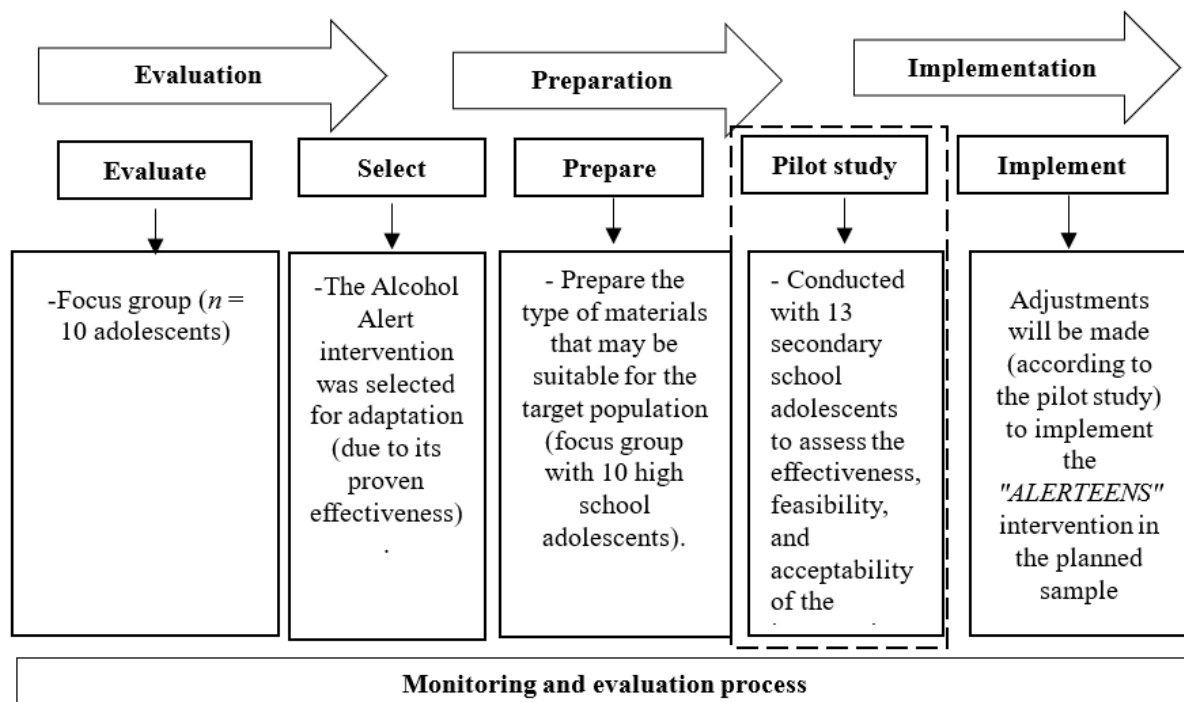 Evaluation
Preparation
Implementation
Evaluate
Select
Prepare
Pilot study
Implement
-Focus group (n =
10 adolescents)
-The Alcohol
Alert
intervention
was selected
for adaptation
(due to its
proven
effectiveness)
.
- Prepare the
type of materials
that may be
suitable for the
target population
(focus group
with 10 high
school
adolescents).
- Conducted
with 13
secondary
school
adolescents
to assess the
effectiveness,
feasibility,
and
acceptability
of the
Adjustments
will be made
(according to
the pilot study)
to implement
the
"ALERTEENS"
intervention in
the planned
sample
Monitoring and evaluation process